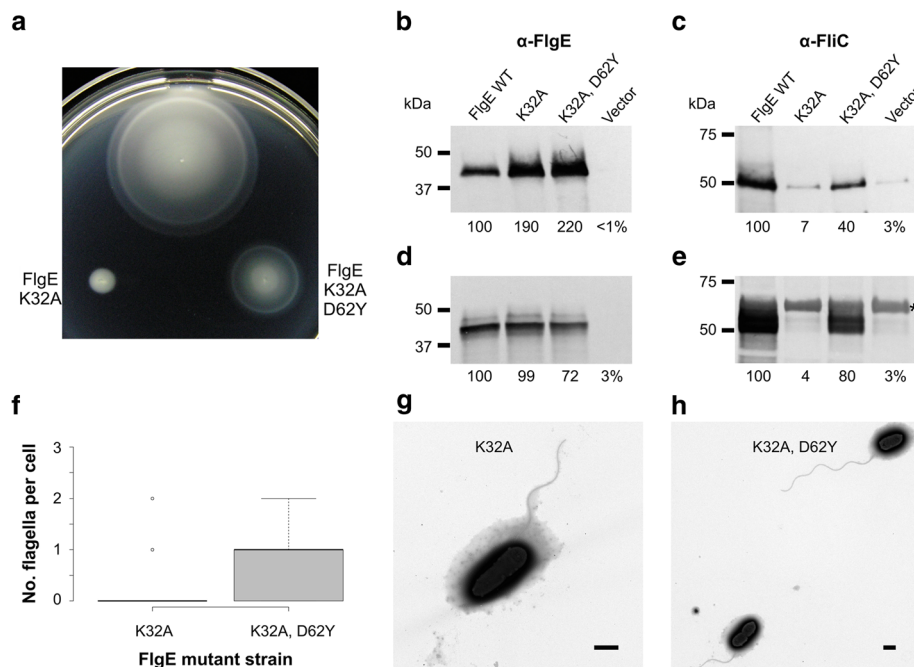 a
FlgE
K32A
FlgE
K32A
D62Y
b
α-FlgE
kDa
FlgE WT
K32A
K32A, D62Y
Vector
50
37
100 190 220 <1%
c
α-FliC
FlgE WT
K32A
K32A, D62Y
Vector
75
50
100 7 40 3%
d
50
37
100 99 72 3%
e
75
50
*
100 4 80 3%
f
No. flagella per cell
3
2
1
0
K32A K32A, D62Y
FlgE mutant strain
g
K32A
h
K32A, D62Y